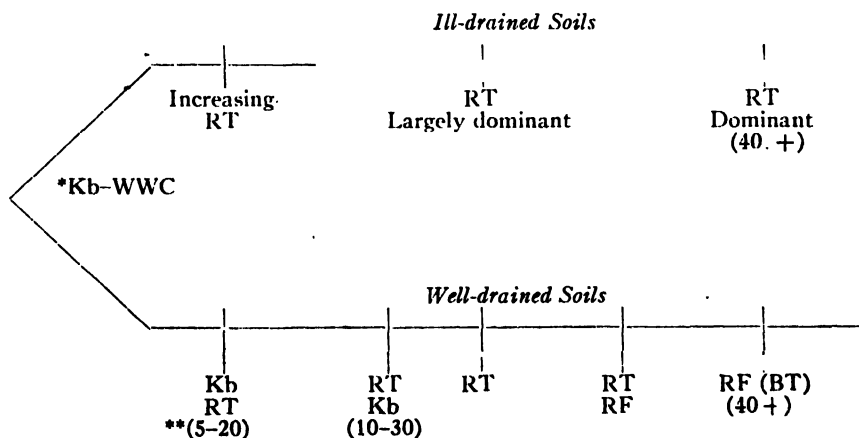 Ill-drained Soils
Increasing
RT
RT
Largely dominant
RT
Dominant
(40. +)
*Kb-WWC
Well-drained Soils
Kb
RT
**(5-20)
RT
Kb
(10-30)
RT
RT
RF
RF (BT)
(40+)